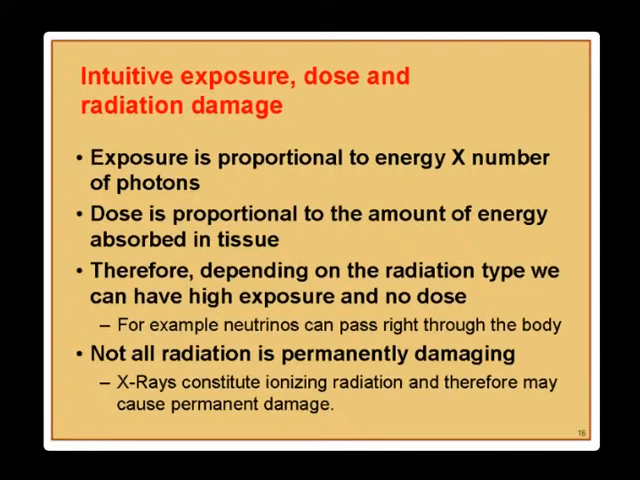 Intuitive exposure, dose and
radiation damage
• Exposure is proportional to energy X number
of photons
• Dose is proportional to the amount of energy
absorbed in tissue
• Therefore, depending on the radiation type we
can have high exposure and no dose
– For example neutrinos can pass right through the body
• Not all radiation is permanently damaging
– X-Rays constitute ionizing radiation and therefore may
cause permanent damage.
16